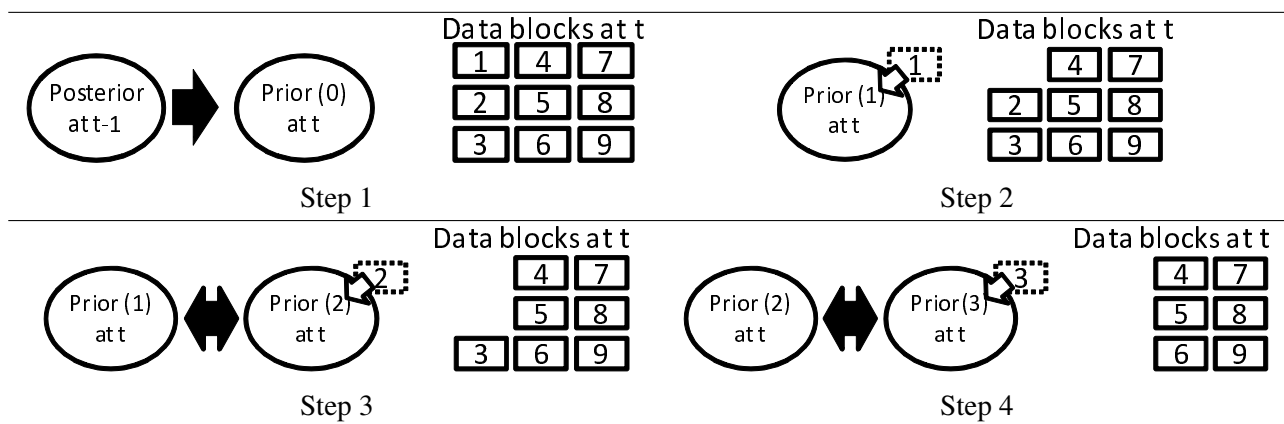 Data blocks at t
Posterior
at t-1
Prior (0)
at t
1 4 7
2 5 8
3 6 9
Step 1
Data blocks at t
Prior (1)
at t
1
4 7
2 5 8
3 6 9
Step 2
Data blocks at t
Prior (1)
at t
Prior (2)
at t
2
4 7
5 8
3 6 9
Step 3
Data blocks at t
Prior (2)
at t
Prior(3)
at t
3
4 7
5 8
6 9
Step 4